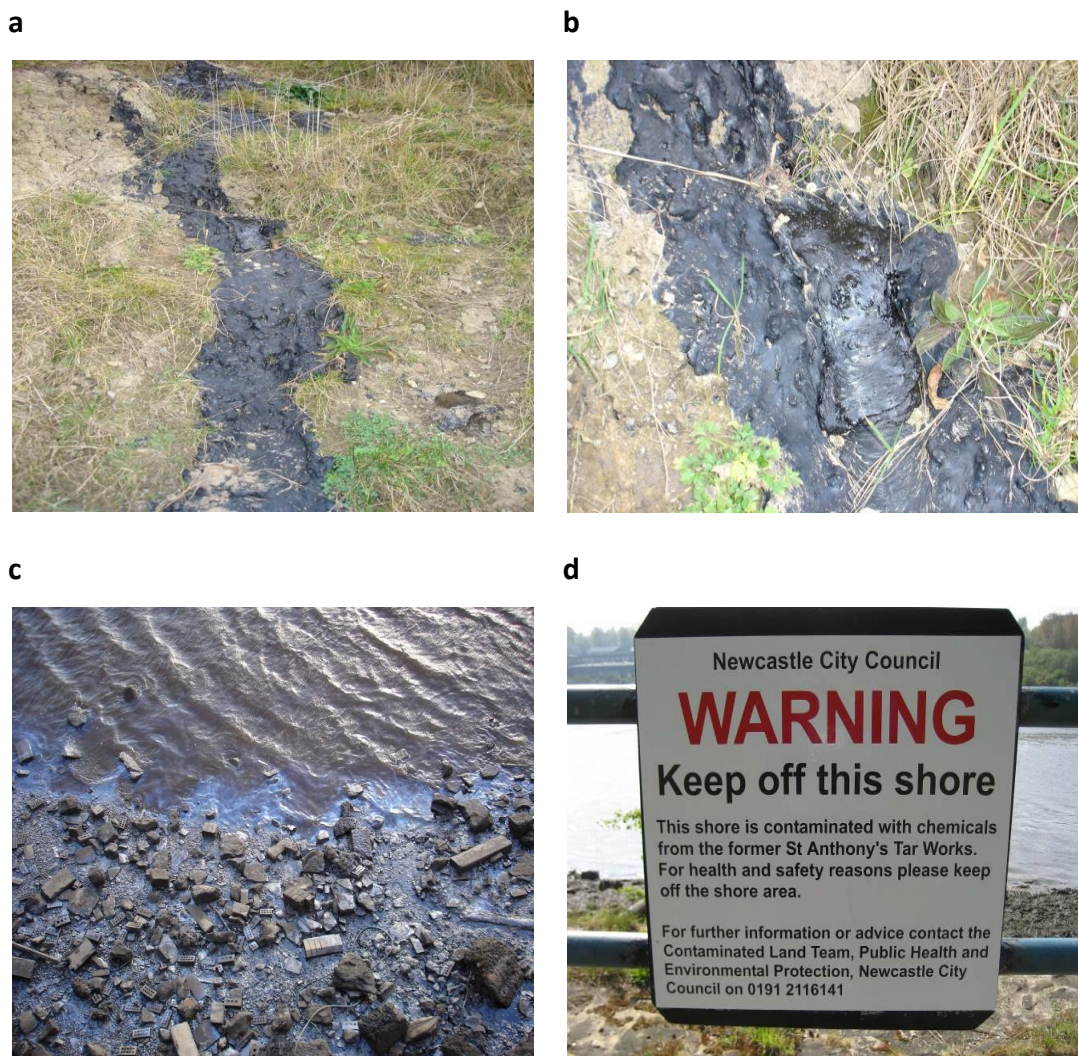 a
b
c
d
Newcastle City Council
WARNING
Keep off this shore
This shore is contaminated with chemicals
from the former St Anthony's Tar Works.
For health and safety reasons please keep
off the shore area.
For further information or advice contact the
Contaminated Land Team, Public Health and
Environmental Protection, Newcastle City
Council on 0191 2116141